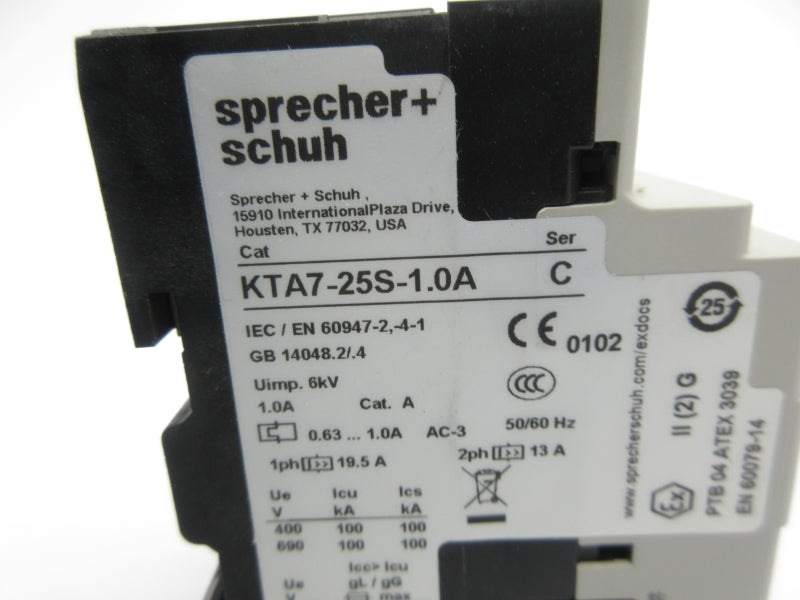 sprecher+
schuh
Sprecher + Schuh ,
15910 InternationalPlaza Drive,
Housten, TX 77032, USA
Cat Ser
KTA7-25S-1.0A C
IEC / EN 60947-2,-4-1
GB 14048.2/.4
CE 0102
Uimp. 6kV
CCC
1.0A Cat. A
0.63 ... 1.0A AC-3 50/60 Hz
1ph 19.5 A 2ph 13 A
Ue Icu Ics
V kA kA
400 100 100
690 100 100
Icc> Icu
Ue gL / gG
V max
25
www.sprecherschuh.com/exdocs
II (2) G
Ex
PTB 04 ATEX 3039
EN 60079-14